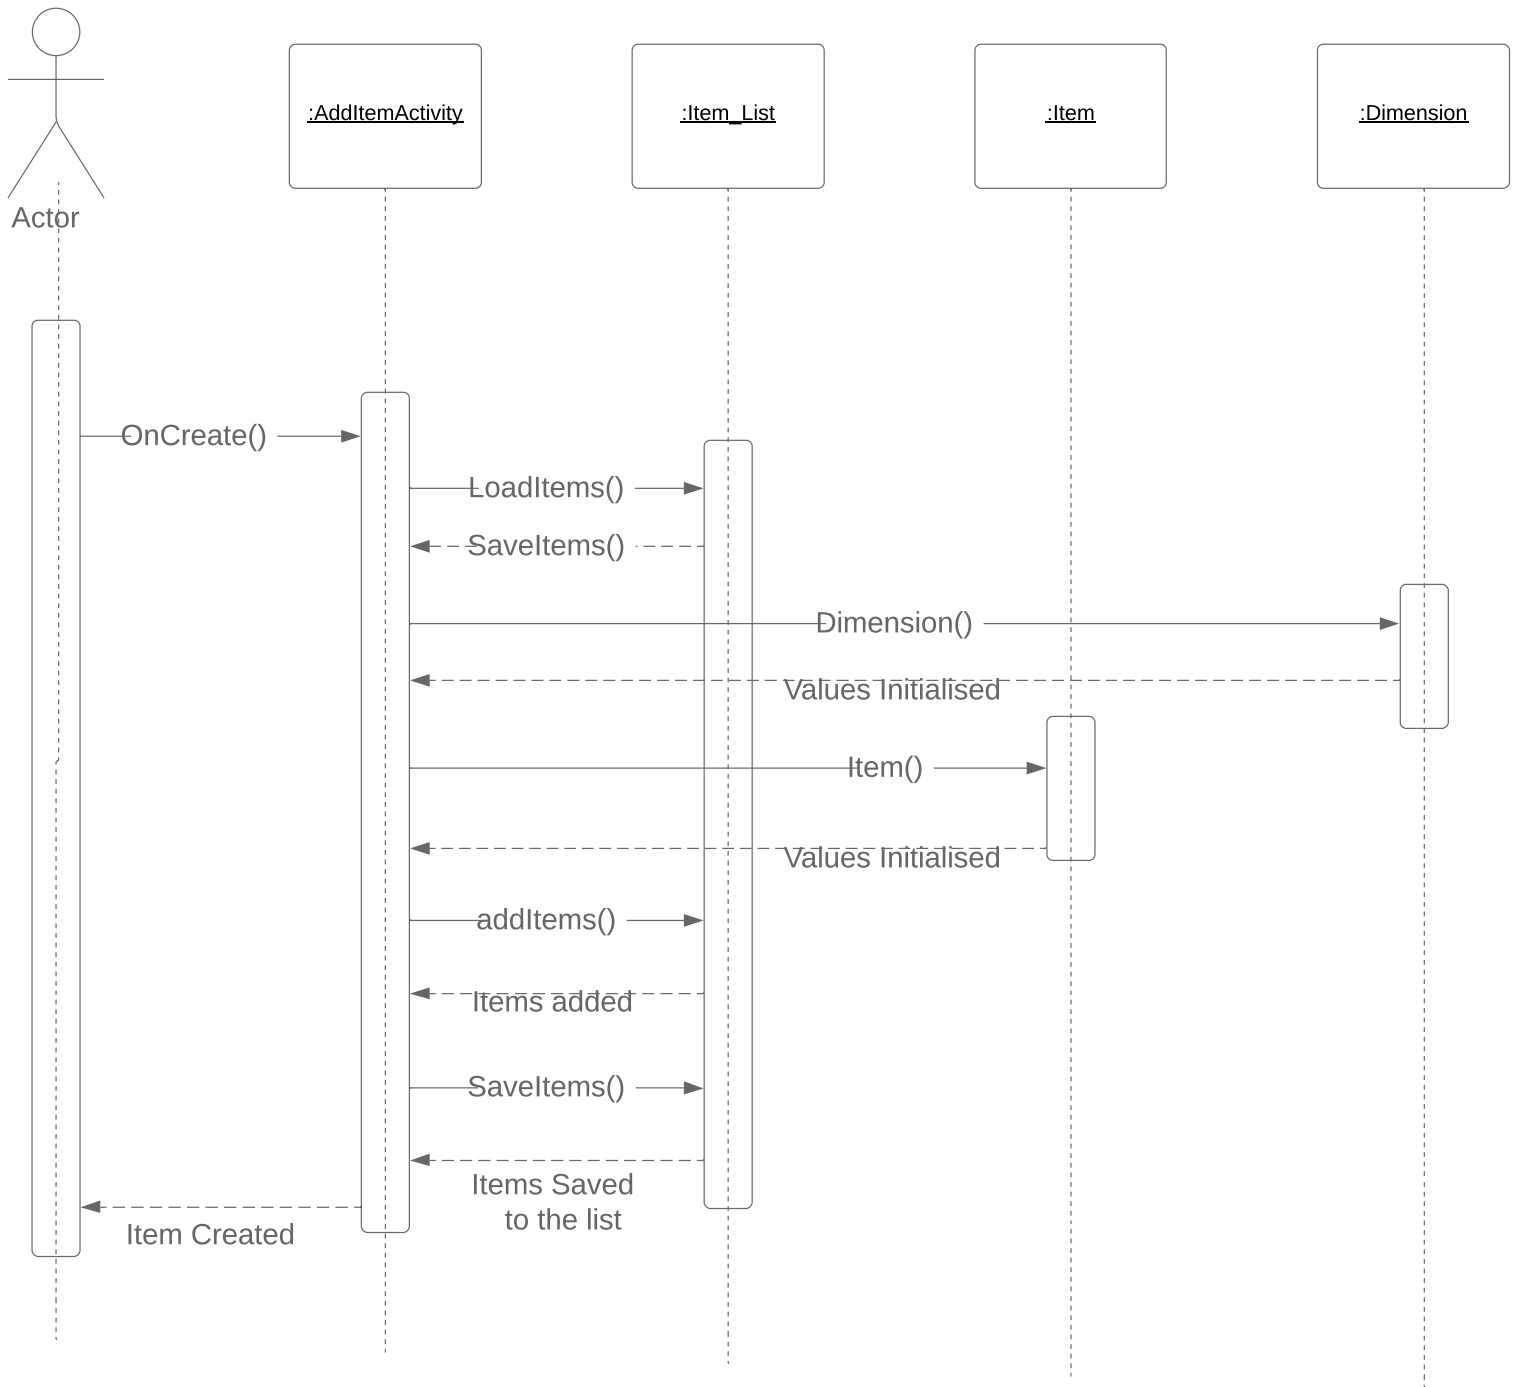 Actor
:AddItemActivity
:Item_List
:Item
:Dimension
OnCreate()
LoadItems()
SaveItems()
Dimension()
Values Initialised
Item()
Values Initialised
addItems()
Items added
SaveItems()
Items Saved
to the list
Item Created